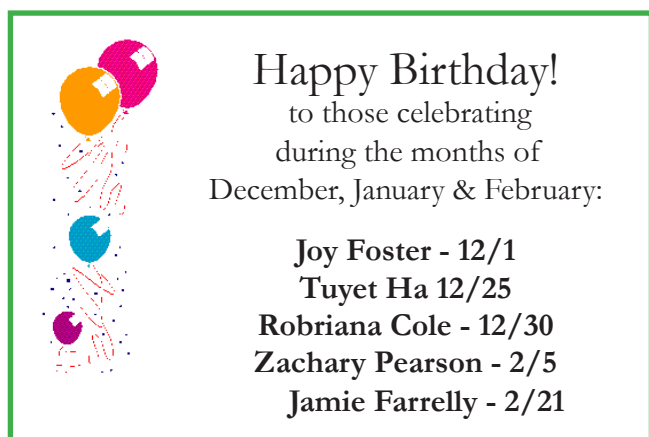 Happy Birthday!
to those celebrating
during the months of
December, January & February:
Joy Foster - 12/1
Tuyet Ha 12/25
Robriana Cole - 12/30
Zachary Pearson - 2/5
Jamie Farrelly - 2/21